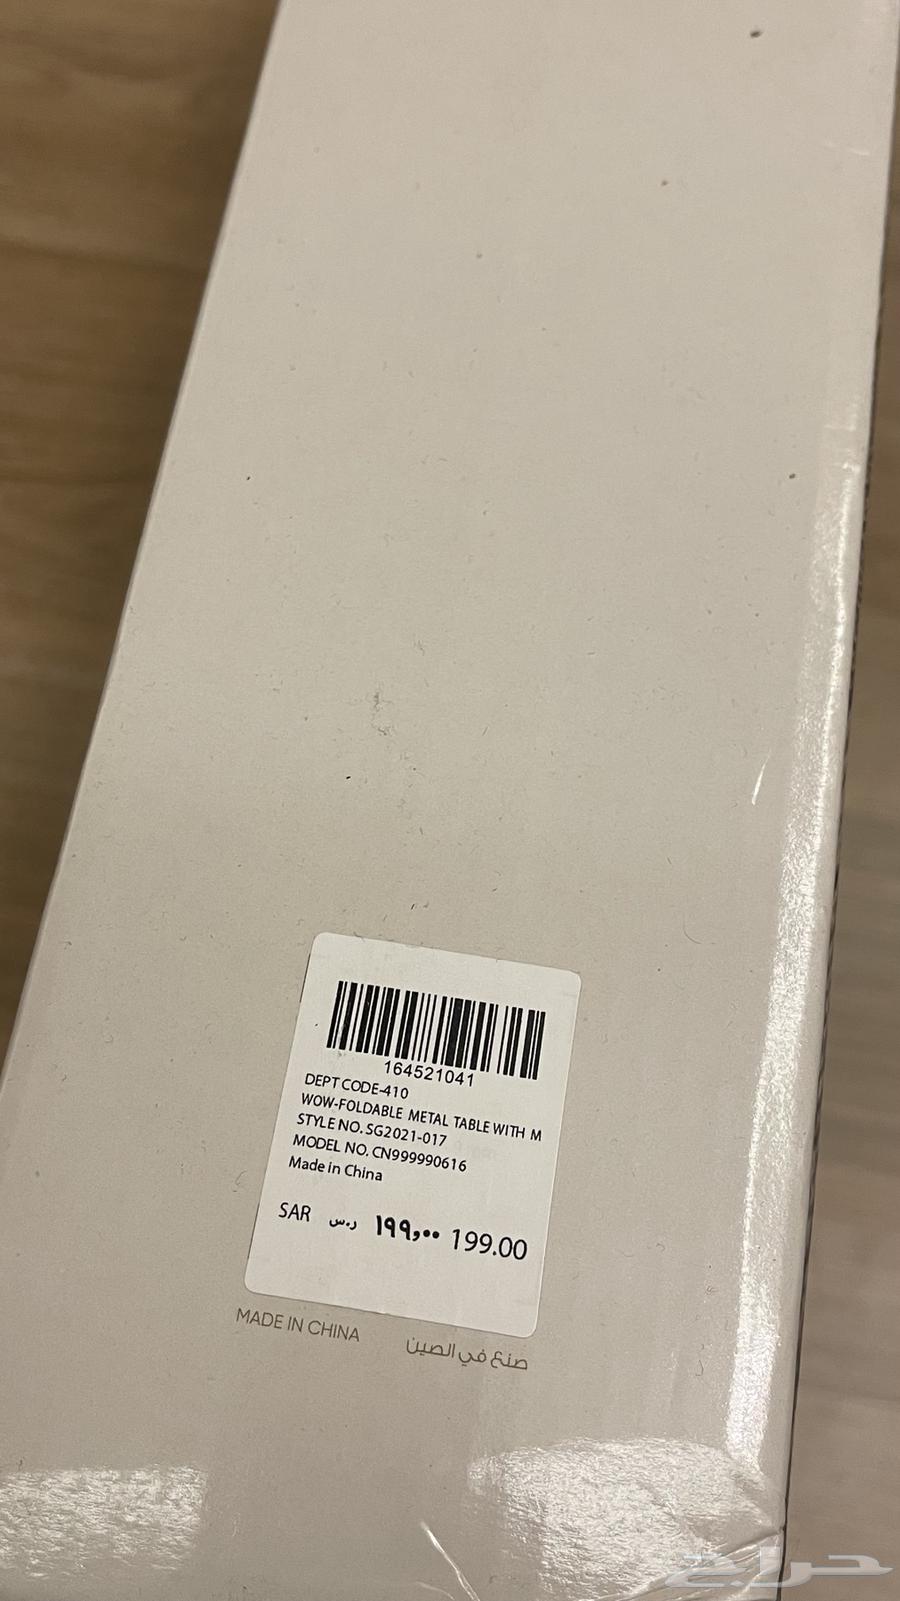 164521041
DEPT CODE-410
WOW-FOLDABLE METAL TABLE WITH M
STYLE NO. SG2021-017
MODEL NO. CN999990616
Made in China
SAR ر.س ١٩٩,٠٠ 199.00
MADE IN CHINA صنع في الصين
حراج